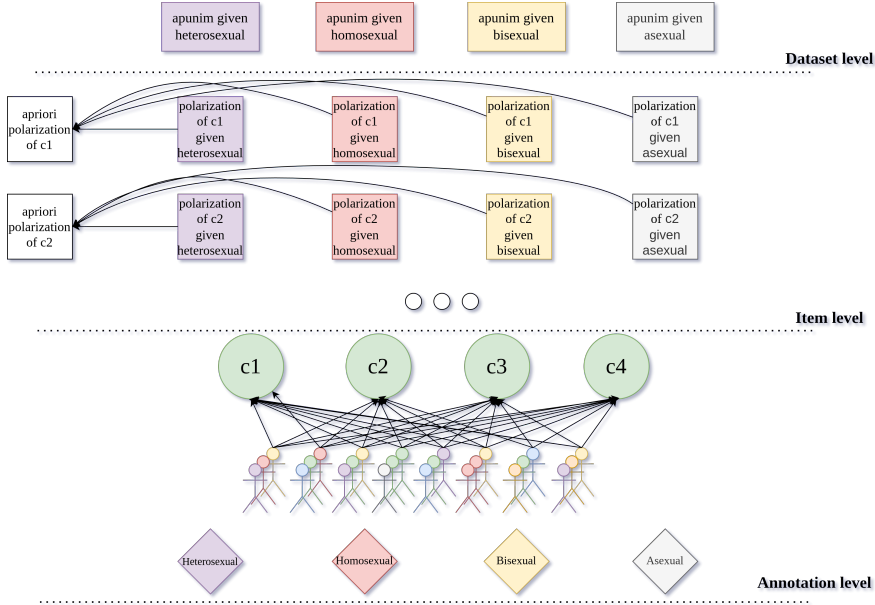 apunim given
heterosexual
apunim given
homosexual
apunim given
bisexual
apunim given
asexual
Dataset level
apriori
polarization
of c1
polarization
of c1
given
heterosexual
polarization
of c1
given
homosexual
polarization
of c1
given
bisexual
polarization
of c1
given
asexual
apriori
polarization
of c2
polarization
of c2
given
heterosexual
polarization
of c2
given
homosexual
polarization
of c2
given
bisexual
polarization
of c2
given
asexual
Item level
c1
c2
c3
c4
Heterosexual
Homosexual
Bisexual
Asexual
Annotation level